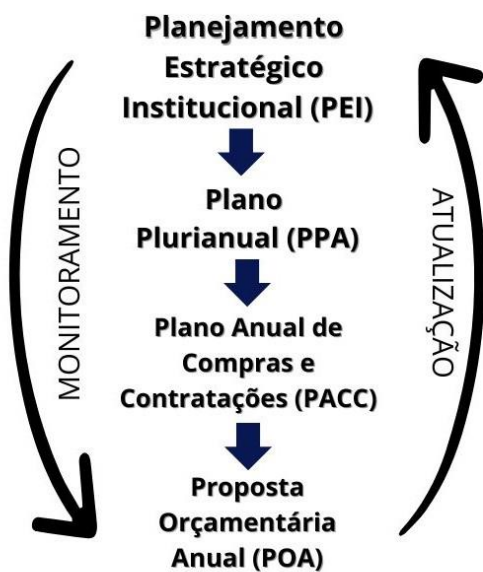 Planejamento
Estratégico
Institucional (PEI)
Plano
Plurianual (PPA)
Plano Anual de
Compras e
Contratações (PACC)
Proposta
Orçamentária
Anual (POA)
MONITORAMENTO
ATUALIZAÇÃO